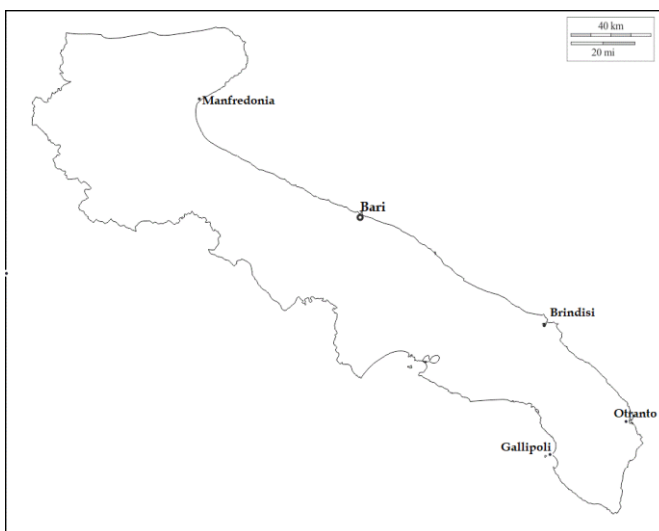 40 km
20 mi
Manfredonia
Bari
Brindisi
Otranto
Gallipoli